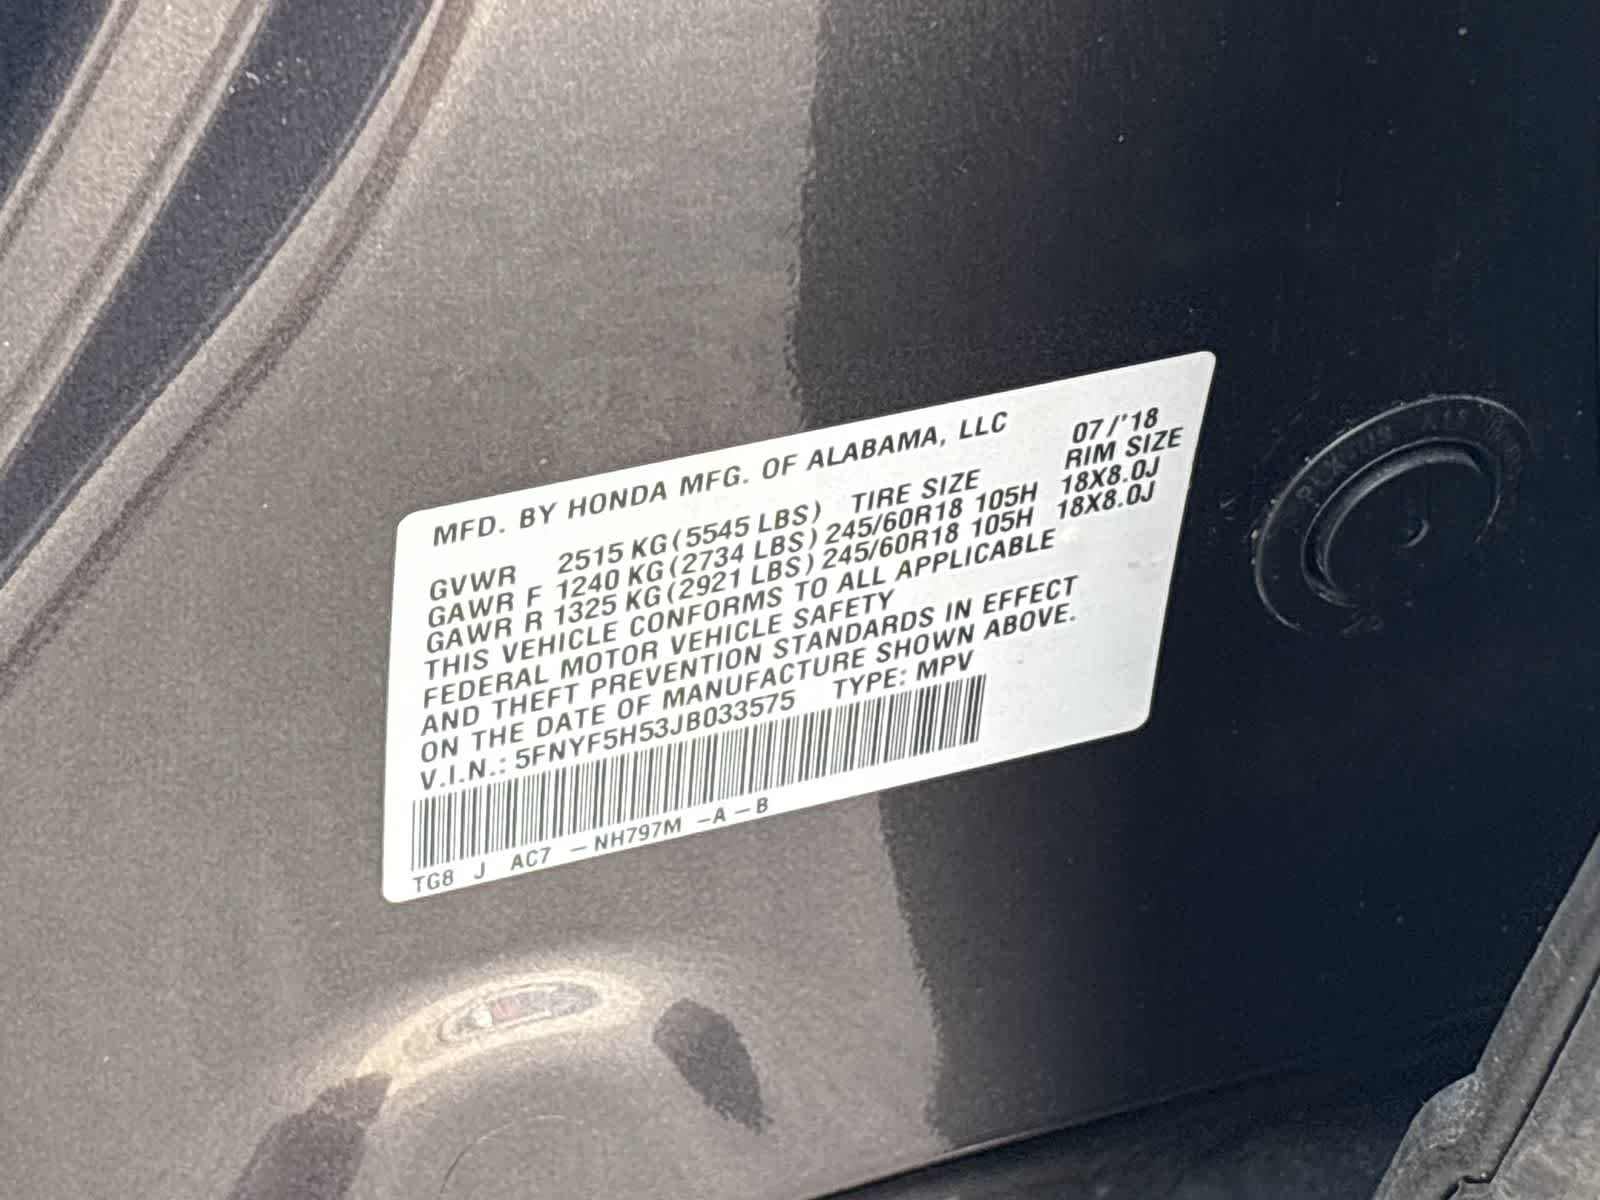 MFD. BY HONDA MFG. OF ALABAMA, LLC 07/'18
GVWR 2515 KG(5545 LBS) TIRE SIZE RIM SIZE
GAWR F 1240 KG(2734 LBS)245/60R18 105H 18X8.0J
GAWR R 1325 KG(2921 LBS)245/60R18 105H 18X8.0J
THIS VEHICLE CONFORMS TO ALL APPLICABLE
FEDERAL MOTOR VEHICLE SAFETY
AND THEFT PREVENTION STANDARDS IN EFFECT
ON THE DATE OF MANUFACTURE SHOWN ABOVE.
V.I.N.: 5FNYF5H53JB033575 TYPE: MPV
TG8 J AC7 -NH797M -A-B